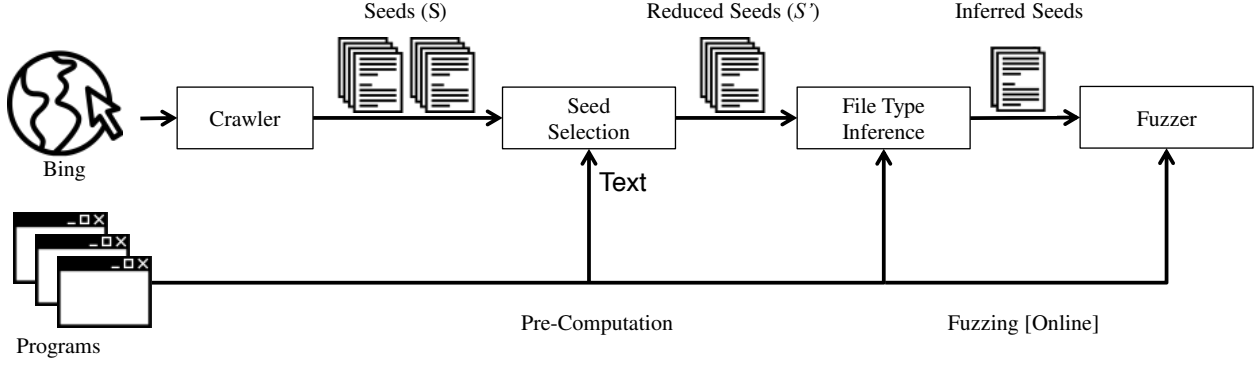 Seeds (S)
Reduced Seeds (S’)
Inferred Seeds
Crawler
Seed
Selection
File Type
Inference
Fuzzer
Bing
Text
Programs
Pre-Computation
Fuzzing [Online]